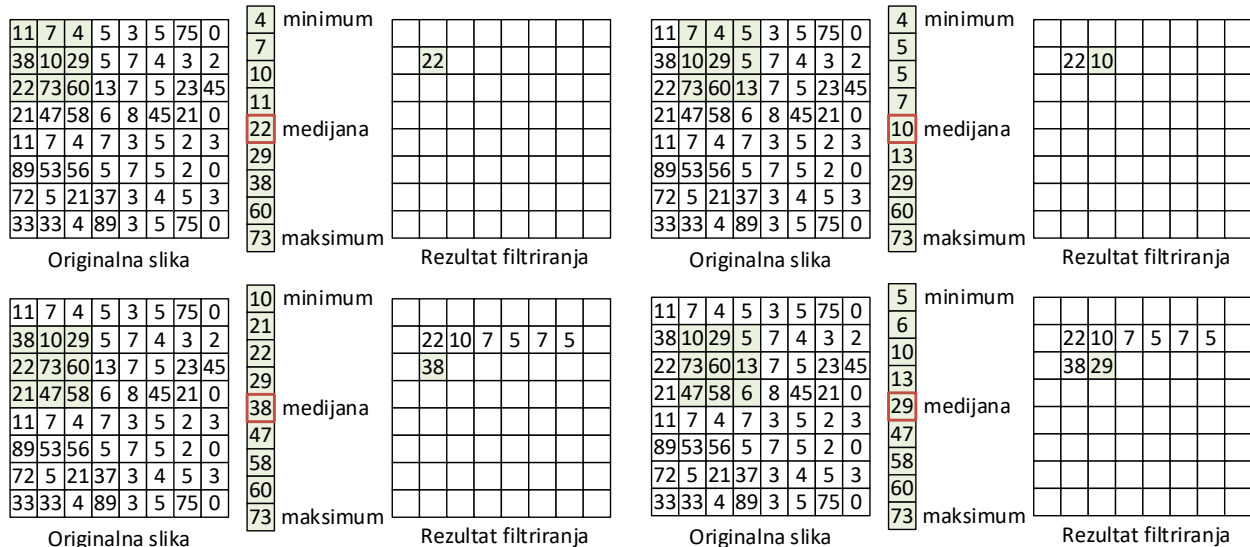 4 minimum
11 7 4 5 3 5 75 0
7
38 10 29 5 7 4 3 2
22
10
22 73 60 13 7 5 23 45
11
21 47 58 6 8 45 21 0
22 medijana
11 7 4 7 3 5 2 3
29
89 53 56 5 7 5 2 0
38
72 5 21 37 3 4 5 3
60
33 33 4 89 3 5 75 0
73 maksimum
Originalna slika
Rezultat filtriranja
4 minimum
11 7 4 5 3 5 75 0
5
38 10 29 5 7 4 3 2
22 10
5
22 73 60 13 7 5 23 45
7
21 47 58 6 8 45 21 0
10 medijana
11 7 4 7 3 5 2 3
13
89 53 56 5 7 5 2 0
29
72 5 21 37 3 4 5 3
60
33 33 4 89 3 5 75 0
73 maksimum
Originalna slika
Rezultat filtriranja
10 minimum
11 7 4 5 3 5 75 0
21
38 10 29 5 7 4 3 2
22 10 7 5 7 5
22
22 73 60 13 7 5 23 45
38
29
21 47 58 6 8 45 21 0
38 medijana
11 7 4 7 3 5 2 3
47
89 53 56 5 7 5 2 0
58
72 5 21 37 3 4 5 3
60
33 33 4 89 3 5 75 0
73 maksimum
Originalna slika
Rezultat filtriranja
5 minimum
11 7 4 5 3 5 75 0
6
38 10 29 5 7 4 3 2
22 10 7 5 7 5
10
22 73 60 13 7 5 23 45
38 29
13
21 47 58 6 8 45 21 0
29 medijana
11 7 4 7 3 5 2 3
47
89 53 56 5 7 5 2 0
58
72 5 21 37 3 4 5 3
60
33 33 4 89 3 5 75 0
73 maksimum
Originalna slika
Rezultat filtriranja